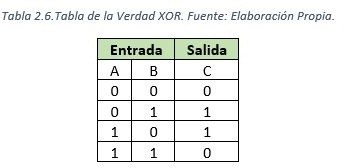 Tabla 2.6.Tabla de la Verdad XOR. Fuente: Elaboración Propia.
Entrada Salida
A B C
0 0 0
0 1 1
1 0 1
1 1 0